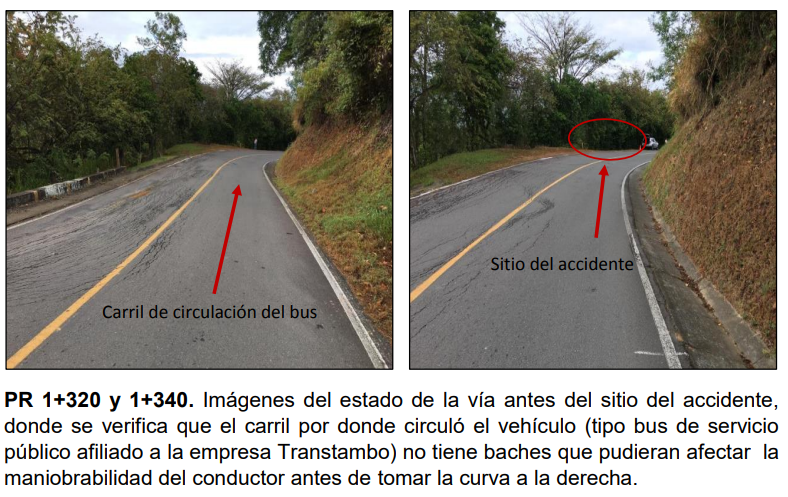 Carril de circulación del bus
Sitio del accidente
PR 1+320 y 1+340. Imágenes del estado de la vía antes del sitio del accidente,
donde se verifica que el carril por donde circuló el vehículo (tipo bus de servicio
público afiliado a la empresa Transtambo) no tiene baches que pudieran afectar la
maniobrabilidad del conductor antes de tomar la curva a la derecha.